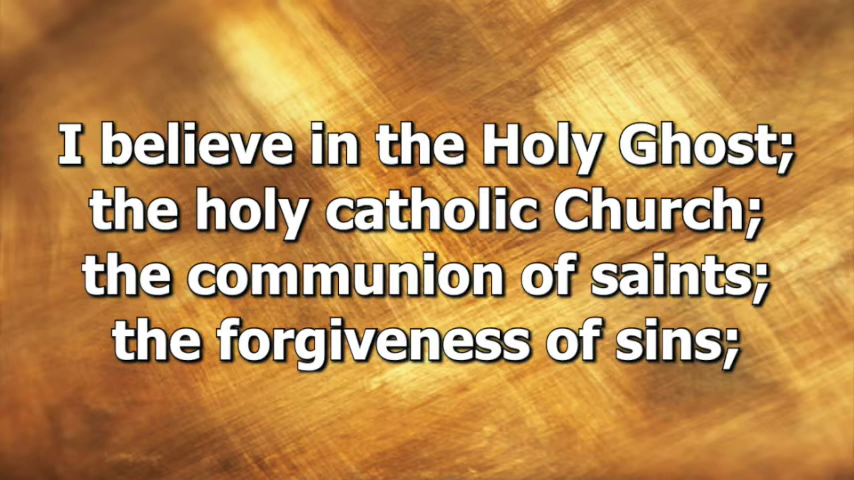 I believe in the Holy Ghost;
the holy catholic Church;
the communion of saints;
the forgiveness of sins;